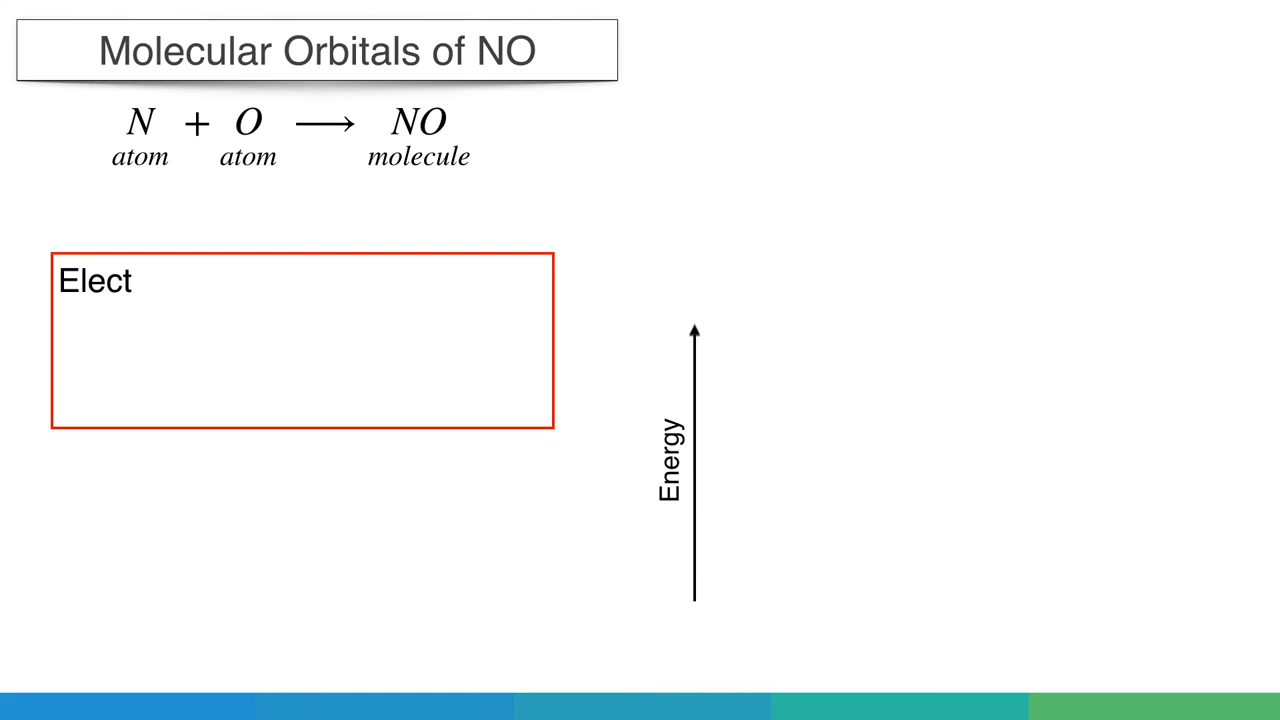 Molecular Orbitals of NO
N + O ⟶ NO
atom atom molecule
Elect
Energy